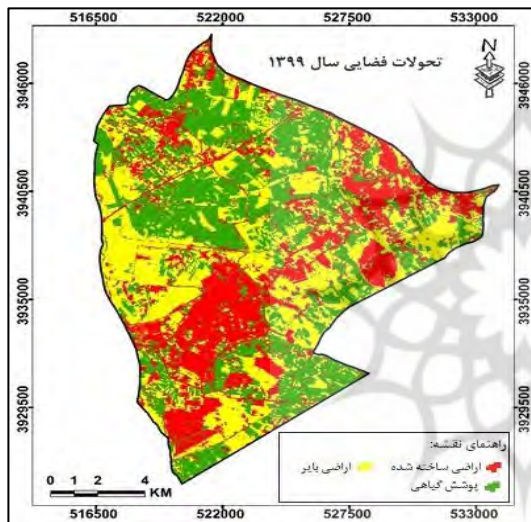 516500 522000 527500 533000
تحولات فضایی سال ۱۳۹۹
N
3946000 3946000
3940500 3940500
3935000 3935000
3929500 3929500
راهنمای نقشه:
اراضی ساخته شده اراضی بایر
پوشش گیاهی
0 1 2 4
KM
516500 522000 527500 533000